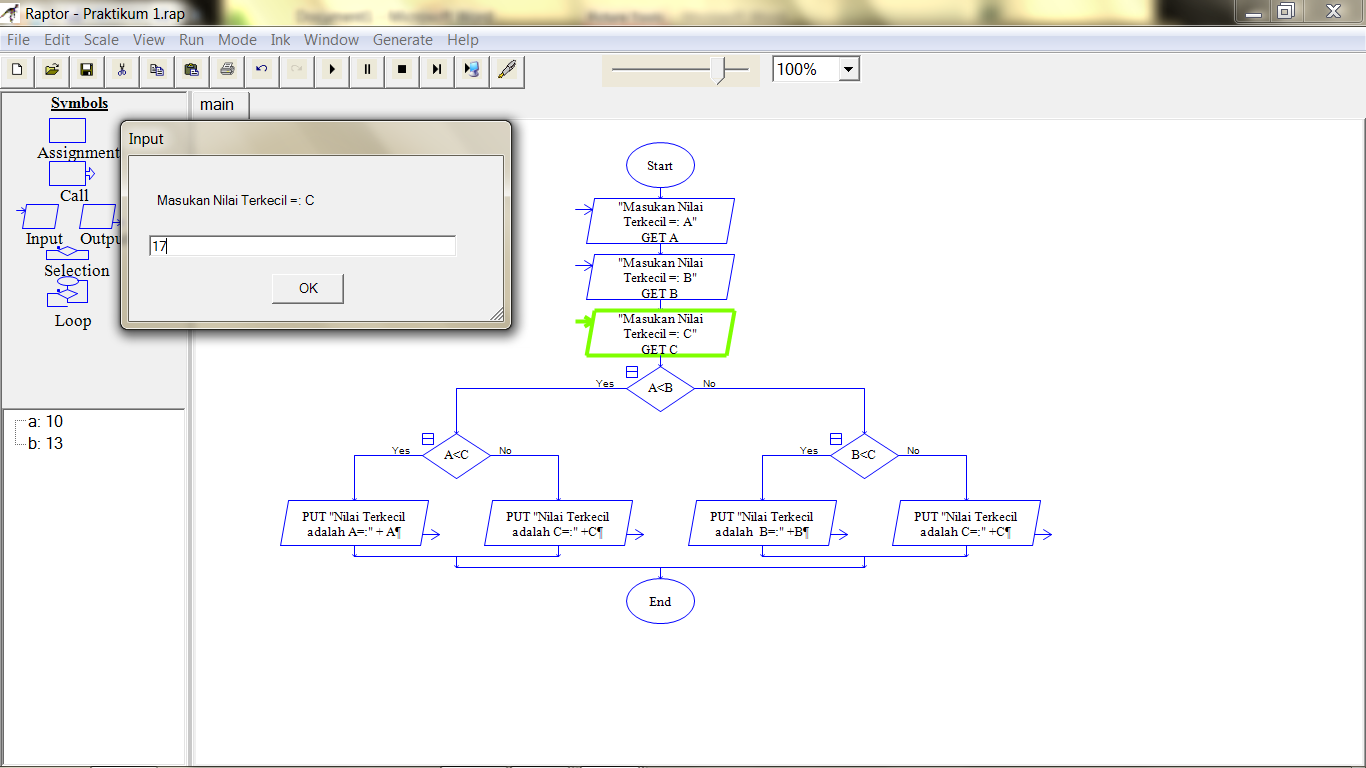 Raptor - Praktikum 1.rap
File Edit Scale View Run Mode Ink Window Generate Help
100%
Symbols
main
Assignment
Call
Input
Selection
Loop
Input
Masukan Nilai Terkecil =: C
17
OK
a: 10
b: 13
Start
"Masukan Nilai
Terkecil =: A"
GET A
"Masukan Nilai
Terkecil =: B"
GET B
"Masukan Nilai
Terkecil =: C"
GET C
Yes A<B No
Yes A<C No
Yes B<C No
PUT "Nilai Terkecil
adalah A=:" + A¶
PUT "Nilai Terkecil
adalah C=:" +C¶
PUT "Nilai Terkecil
adalah B=:" +B¶
PUT "Nilai Terkecil
adalah C=:" +C¶
End